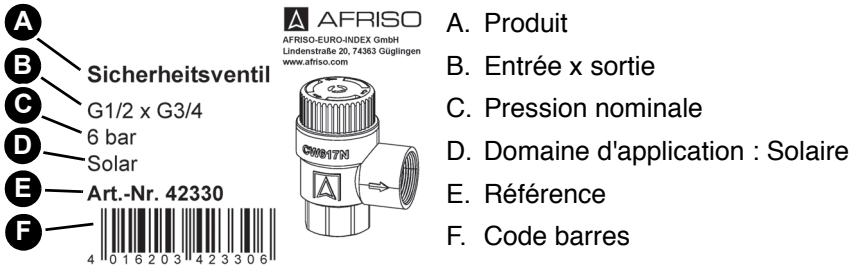 A
B
C
D
E
F
Sicherheitsventil
G1/2 x G3/4
6 bar
Solar
Art.-Nr. 42330
4 016203 423306
AFRISO
AFRISO-EURO-INDEX GmbH
Lindenstraße 20, 74363 Güglingen
www.afriso.com
CW617N
A. Produit
B. Entrée x sortie
C. Pression nominale
D. Domaine d'application : Solaire
E. Référence
F. Code barres